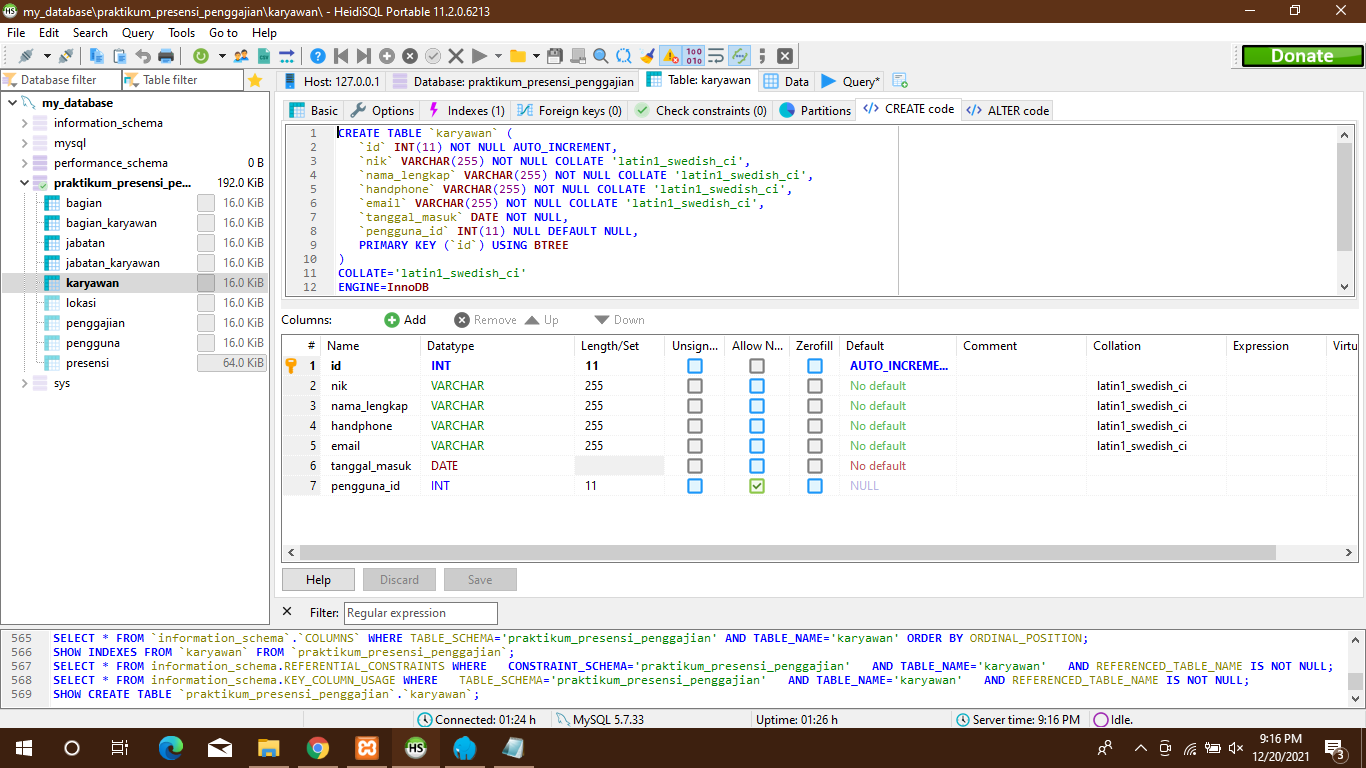 my_database\praktikum_presensi_penggajian\karyawan\ - HeidiSQL Portable 11.2.0.6213
File Edit Search Query Tools Go to Help
Donate
Database filter Table filter
Host: 127.0.0.1 Database: praktikum_presensi_penggajian Table: karyawan Data Query*
my_database
information_schema
mysql
performance_schema 0 B
praktikum_presensi_pe... 192.0 KiB
bagian 16.0 KiB
bagian_karyawan 16.0 KiB
jabatan 16.0 KiB
jabatan_karyawan 16.0 KiB
karyawan 16.0 KiB
lokasi 16.0 KiB
penggajian 16.0 KiB
pengguna 16.0 KiB
presensi 64.0 KiB
sys
Basic Options Indexes (1) Foreign keys (0) Check constraints (0) Partitions CREATE code ALTER code
1 CREATE TABLE `karyawan` (
2 `id` INT(11) NOT NULL AUTO_INCREMENT,
3 `nik` VARCHAR(255) NOT NULL COLLATE 'latin1_swedish_ci',
4 `nama_lengkap` VARCHAR(255) NOT NULL COLLATE 'latin1_swedish_ci',
5 `handphone` VARCHAR(255) NOT NULL COLLATE 'latin1_swedish_ci',
6 `email` VARCHAR(255) NOT NULL COLLATE 'latin1_swedish_ci',
7 `tanggal_masuk` DATE NOT NULL,
8 `pengguna_id` INT(11) NULL DEFAULT NULL,
9 PRIMARY KEY (`id`) USING BTREE
10 )
11 COLLATE='latin1_swedish_ci'
12 ENGINE=InnoDB
Columns: Add Remove Up Down
# Name Datatype Length/Set Unsign... Allow N... Zerofill Default Comment Collation Expression Virtu
1 id INT 11 AUTO_INCREME...
2 nik VARCHAR 255 No default latin1_swedish_ci
3 nama_lengkap VARCHAR 255 No default latin1_swedish_ci
4 handphone VARCHAR 255 No default latin1_swedish_ci
5 email VARCHAR 255 No default latin1_swedish_ci
6 tanggal_masuk DATE No default
7 pengguna_id INT 11 NULL
Help Discard Save
Filter: Regular expression
565 SELECT * FROM `information_schema`.`COLUMNS` WHERE TABLE_SCHEMA='praktikum_presensi_penggajian' AND TABLE_NAME='karyawan' ORDER BY ORDINAL_POSITION;
566 SHOW INDEXES FROM `karyawan` FROM `praktikum_presensi_penggajian`;
567 SELECT * FROM information_schema.REFERENTIAL_CONSTRAINTS WHERE CONSTRAINT_SCHEMA='praktikum_presensi_penggajian' AND TABLE_NAME='karyawan' AND REFERENCED_TABLE_NAME IS NOT NULL;
568 SELECT * FROM information_schema.KEY_COLUMN_USAGE WHERE TABLE_SCHEMA='praktikum_presensi_penggajian' AND TABLE_NAME='karyawan' AND REFERENCED_TABLE_NAME IS NOT NULL;
569 SHOW CREATE TABLE `praktikum_presensi_penggajian`.`karyawan`;
Connected: 01:24 h MySQL 5.7.33 Uptime: 01:26 h Server time: 9:16 PM Idle.
9:16 PM
12/20/2021
3